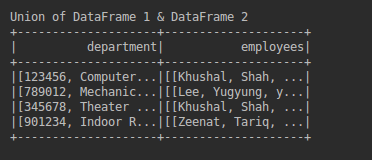 Union of DataFrame 1 & DataFrame 2
+--------------------+--------------------+
|          department|           employees|
+--------------------+--------------------+
|[123456, Computer...|[[Khushal, Shah, ...|
|[789012, Mechanic...|[[Lee, Yugyung, y...|
|[345678, Theater ...|[[Khushal, Shah, ...|
|[901234, Indoor R...|[[Zeenat, Tariq, ...|
+--------------------+--------------------+